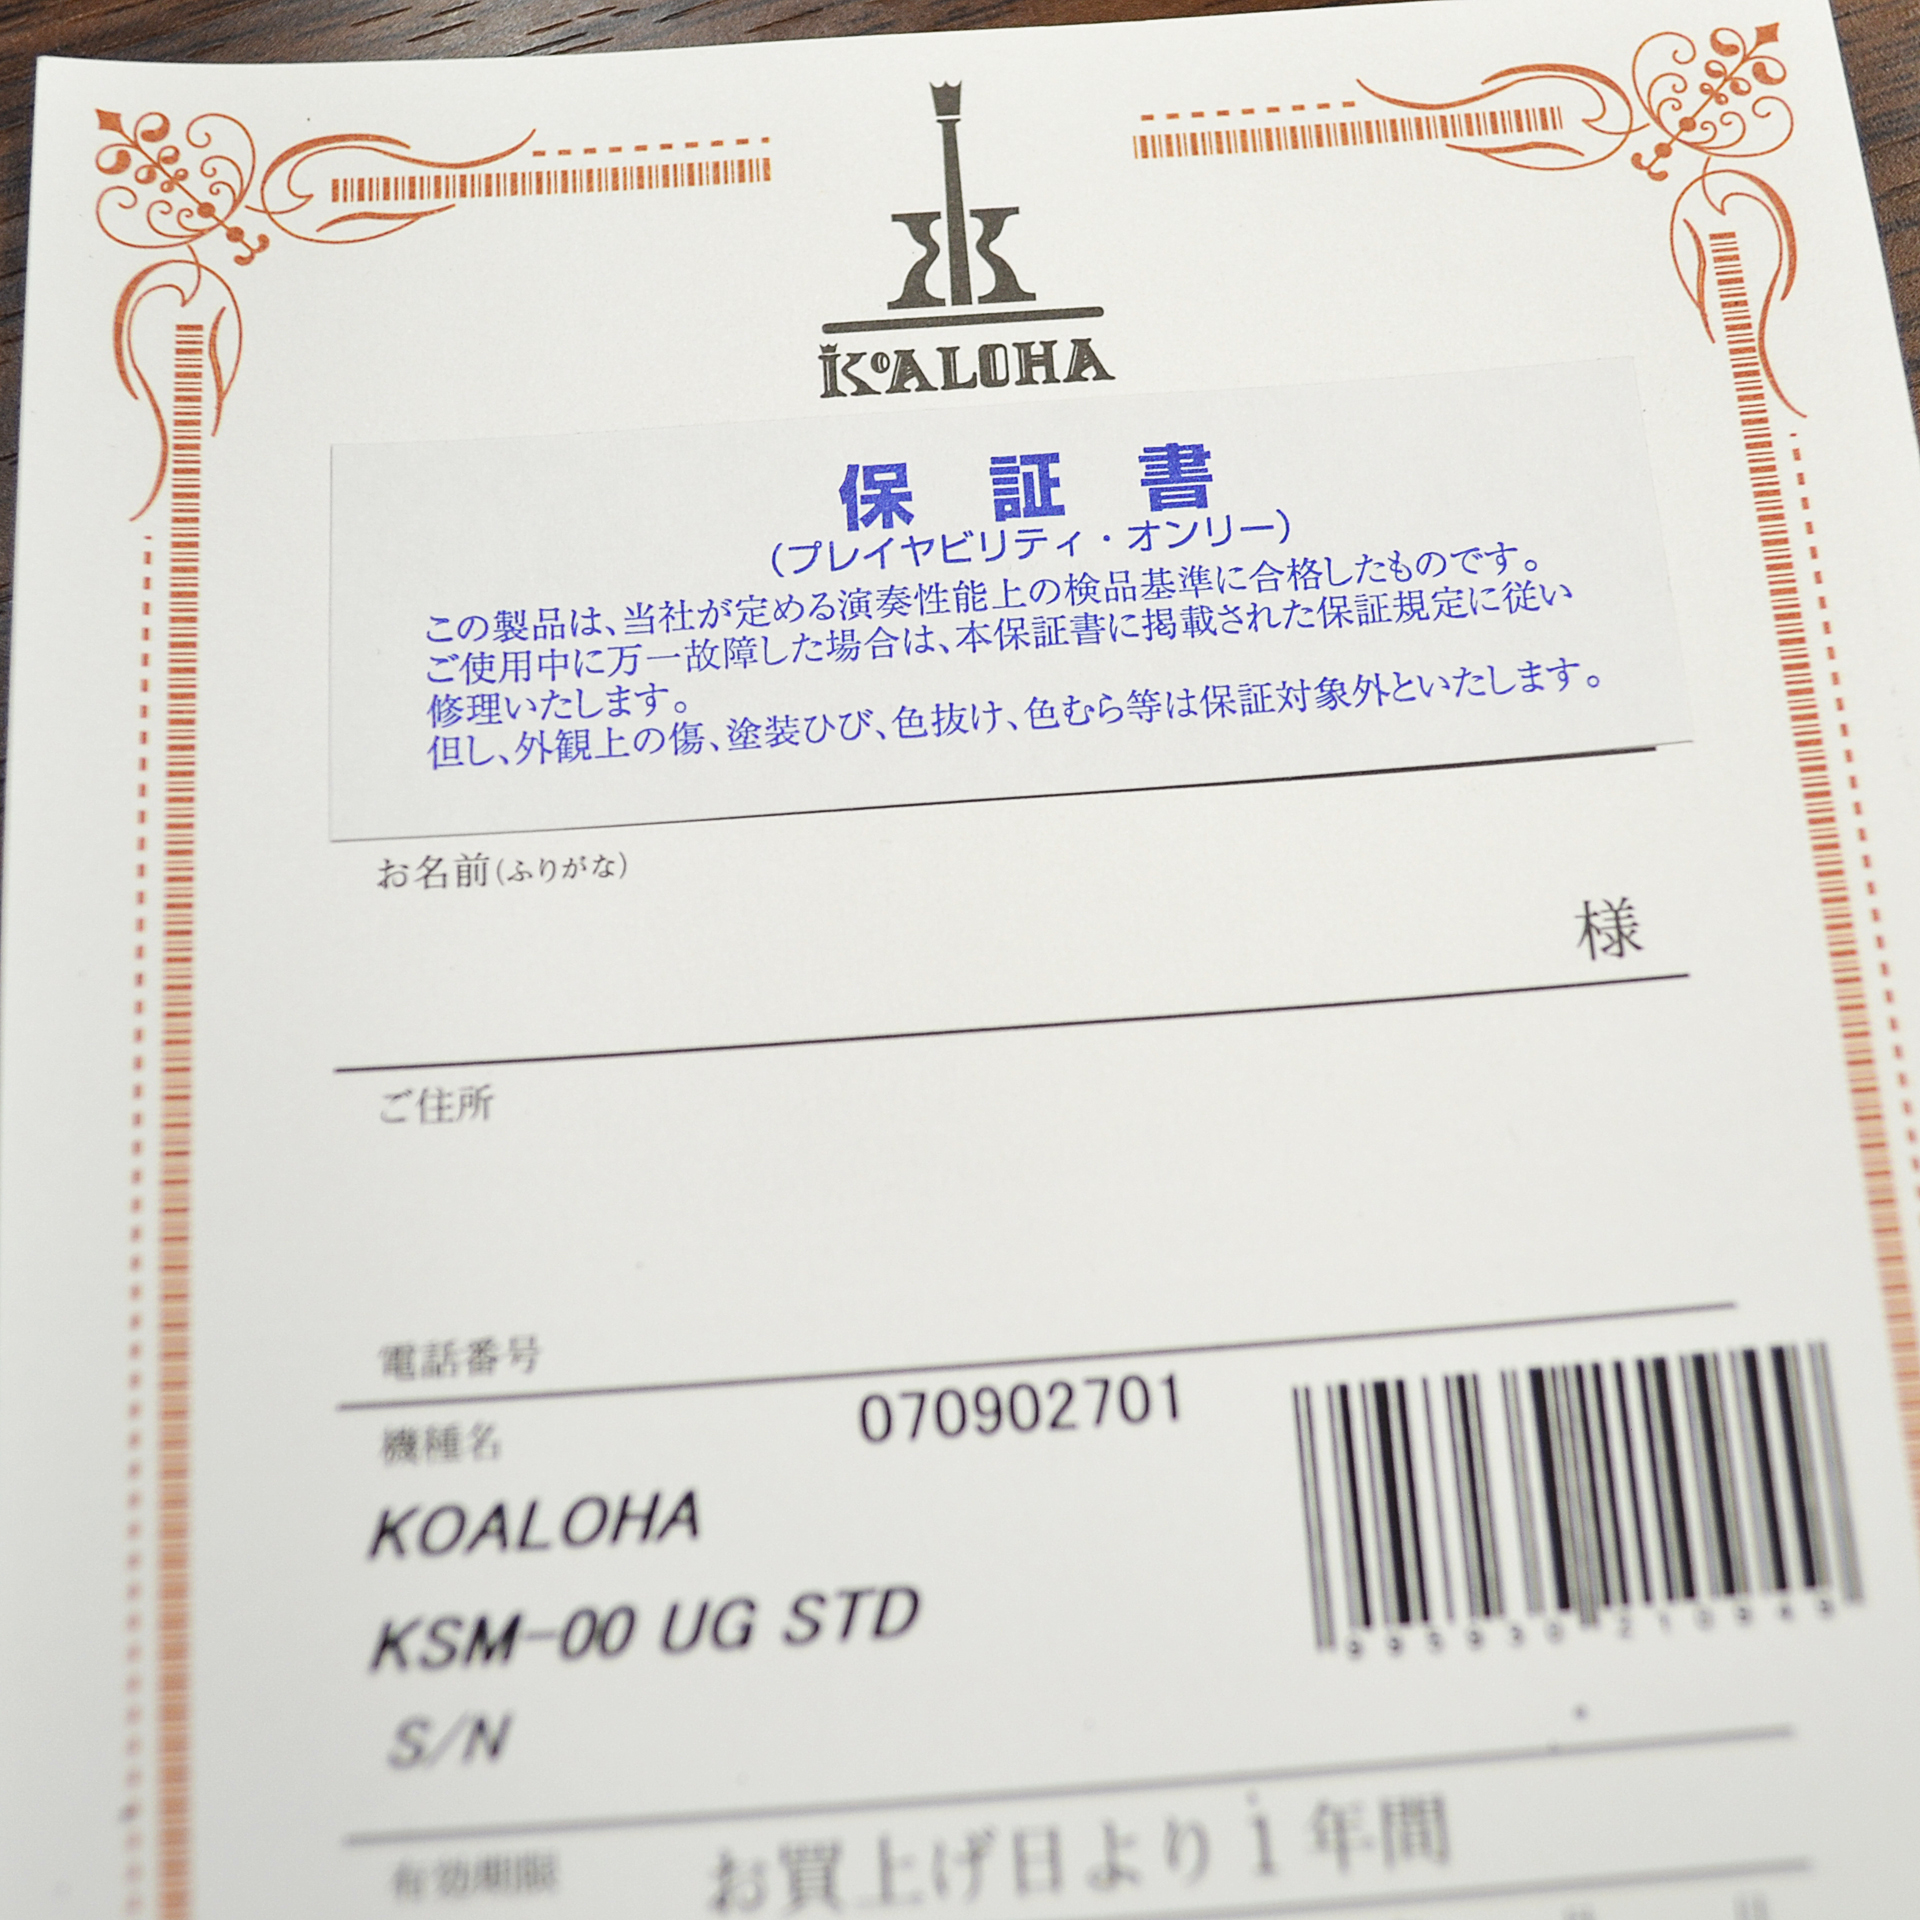 KoALOHA
保証書
(プレイヤビリティ・オンリー)
この製品は、当社が定める演奏性能上の検品基準に合格したものです。
ご使用中に万一故障した場合は、本保証書に掲載された保証規定に従い
修理いたします。
但し、外観上の傷、塗装ひび、色抜け、色むら等は保証対象外といたします。
お名前(ふりがな)
様
ご住所
電話番号
機種名
070902701
KOALOHA
KSM-00 UG STD
S/N
有効期限
お買上げ日より1年間